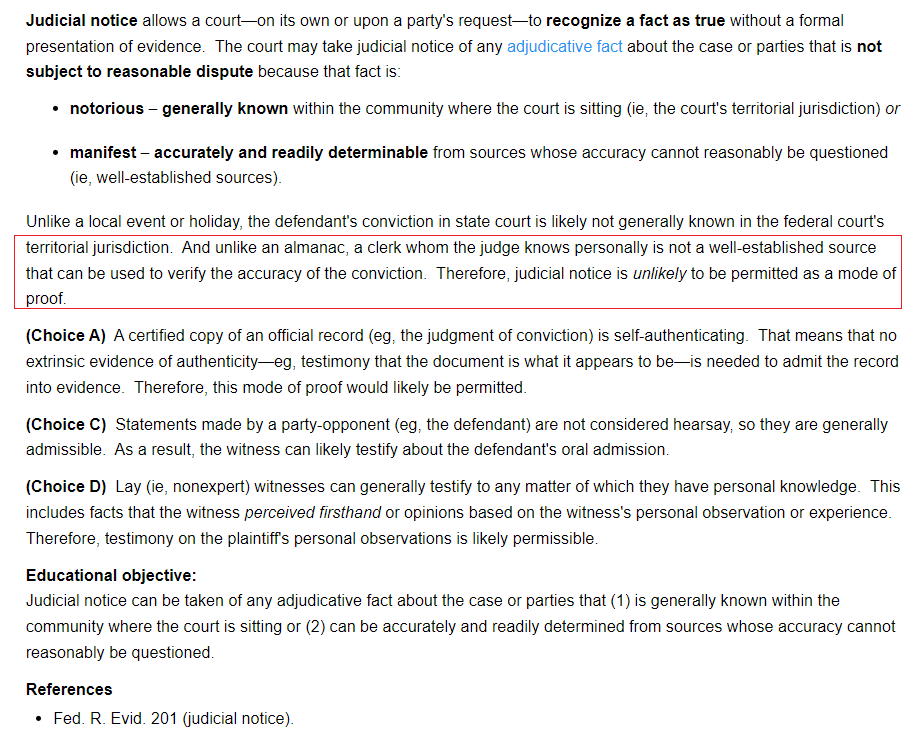 Judicial notice allows a court—on its own or upon a party's request—to recognize a fact as true without a formal
presentation of evidence.  The court may take judicial notice of any adjudicative fact about the case or parties that is not
subject to reasonable dispute because that fact is:
• notorious – generally known within the community where the court is sitting (ie, the court's territorial jurisdiction) or
• manifest – accurately and readily determinable from sources whose accuracy cannot reasonably be questioned
(ie, well-established sources).
Unlike a local event or holiday, the defendant's conviction in state court is likely not generally known in the federal court's
territorial jurisdiction.  And unlike an almanac, a clerk whom the judge knows personally is not a well-established source
that can be used to verify the accuracy of the conviction.  Therefore, judicial notice is unlikely to be permitted as a mode of
proof.
(Choice A)  A certified copy of an official record (eg, the judgment of conviction) is self-authenticating.  That means that no
extrinsic evidence of authenticity—eg, testimony that the document is what it appears to be—is needed to admit the record
into evidence.  Therefore, this mode of proof would likely be permitted.
(Choice C)  Statements made by a party-opponent (eg, the defendant) are not considered hearsay, so they are generally
admissible.  As a result, the witness can likely testify about the defendant's oral admission.
(Choice D)  Lay (ie, nonexpert) witnesses can generally testify to any matter of which they have personal knowledge.  This
includes facts that the witness perceived firsthand or opinions based on the witness's personal observation or experience.
Therefore, testimony on the plaintiff's personal observations is likely permissible.
Educational objective:
Judicial notice can be taken of any adjudicative fact about the case or parties that (1) is generally known within the
community where the court is sitting or (2) can be accurately and readily determined from sources whose accuracy cannot
reasonably be questioned.
References
• Fed. R. Evid. 201 (judicial notice).